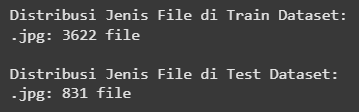 Distribusi Jenis File di Train Dataset:
.jpg: 3622 file
Distribusi Jenis File di Test Dataset:
.jpg: 831 file